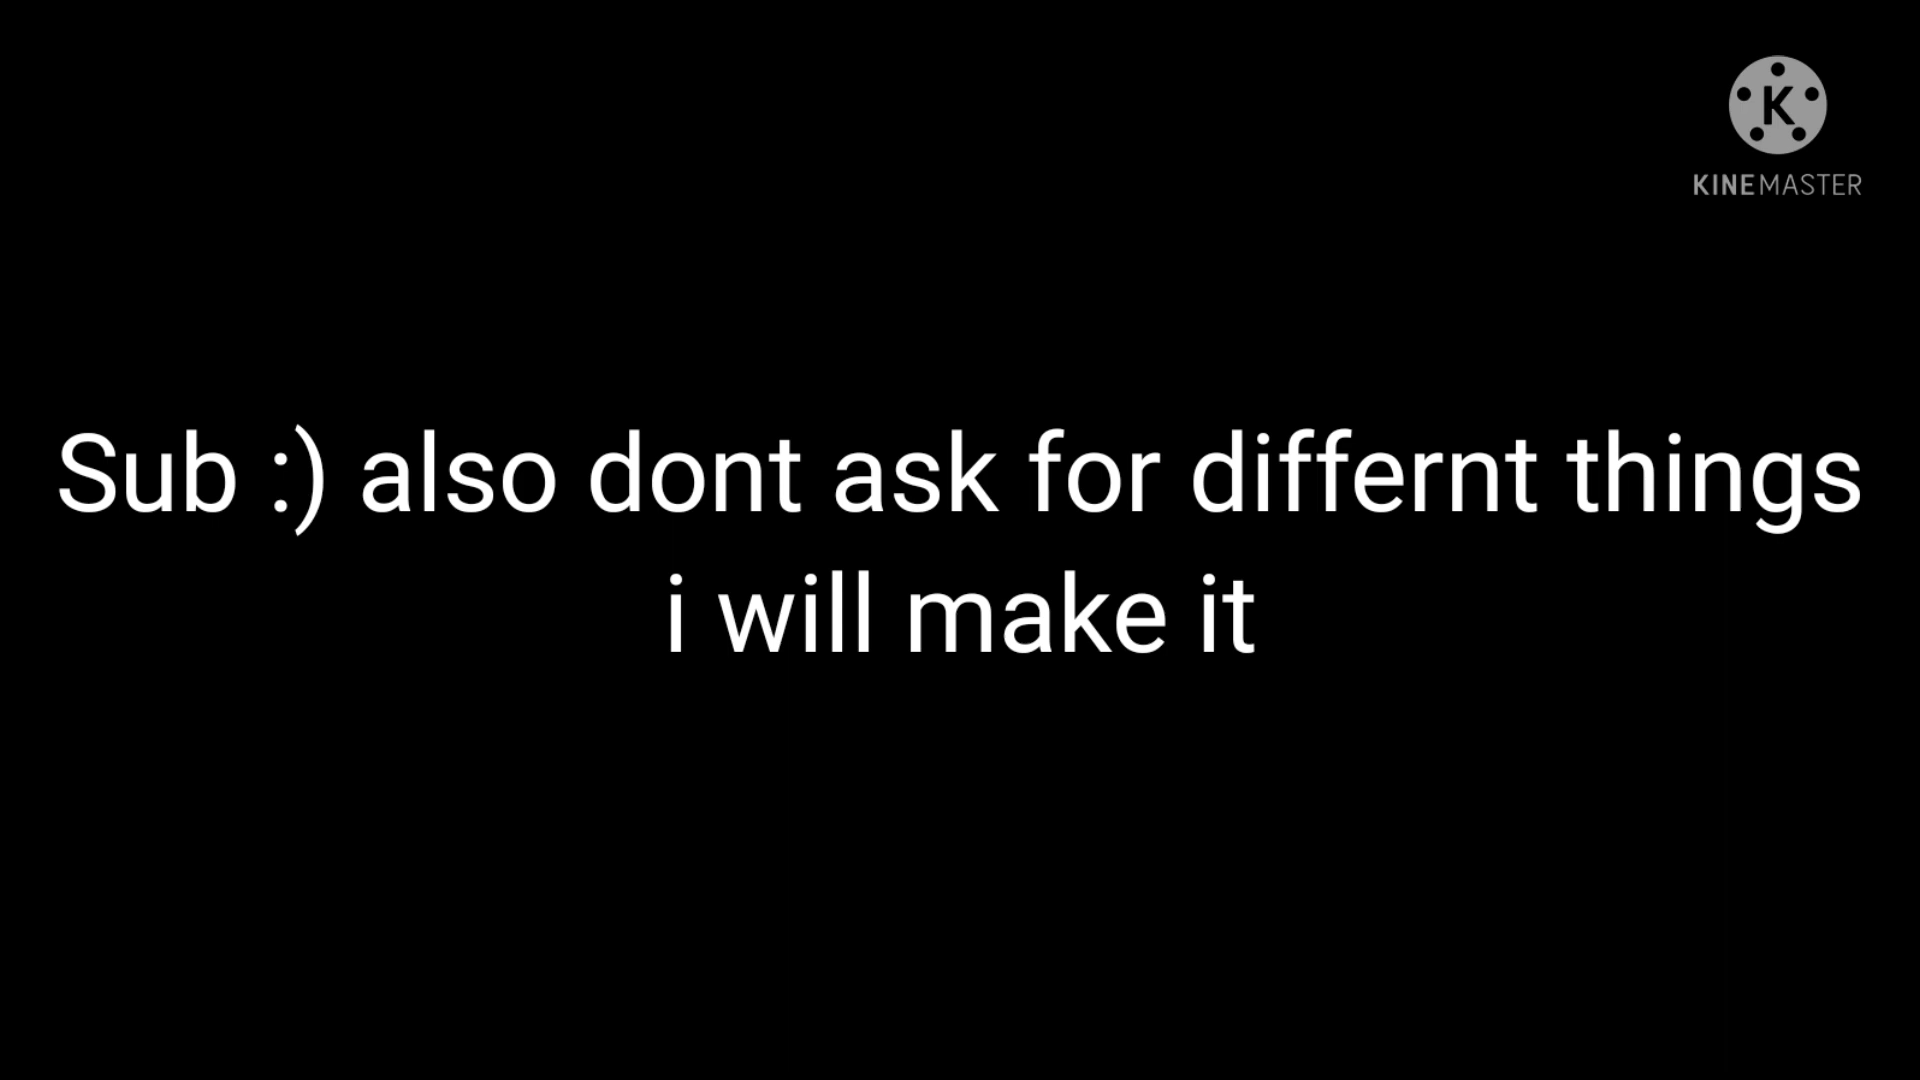 K
KINEMASTER
Sub :) also dont ask for differnt things
i will make it